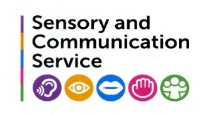 Sensory and
Communication
Service